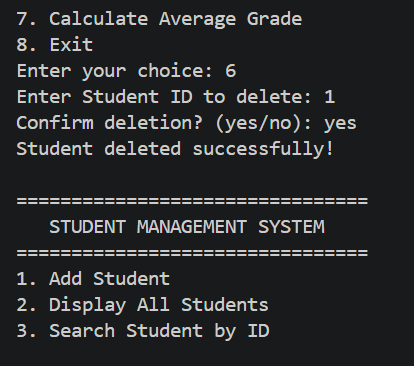 7. Calculate Average Grade
8. Exit
Enter your choice: 6
Enter Student ID to delete: 1
Confirm deletion? (yes/no): yes
Student deleted successfully!
================================
STUDENT MANAGEMENT SYSTEM
================================
1. Add Student
2. Display All Students
3. Search Student by ID